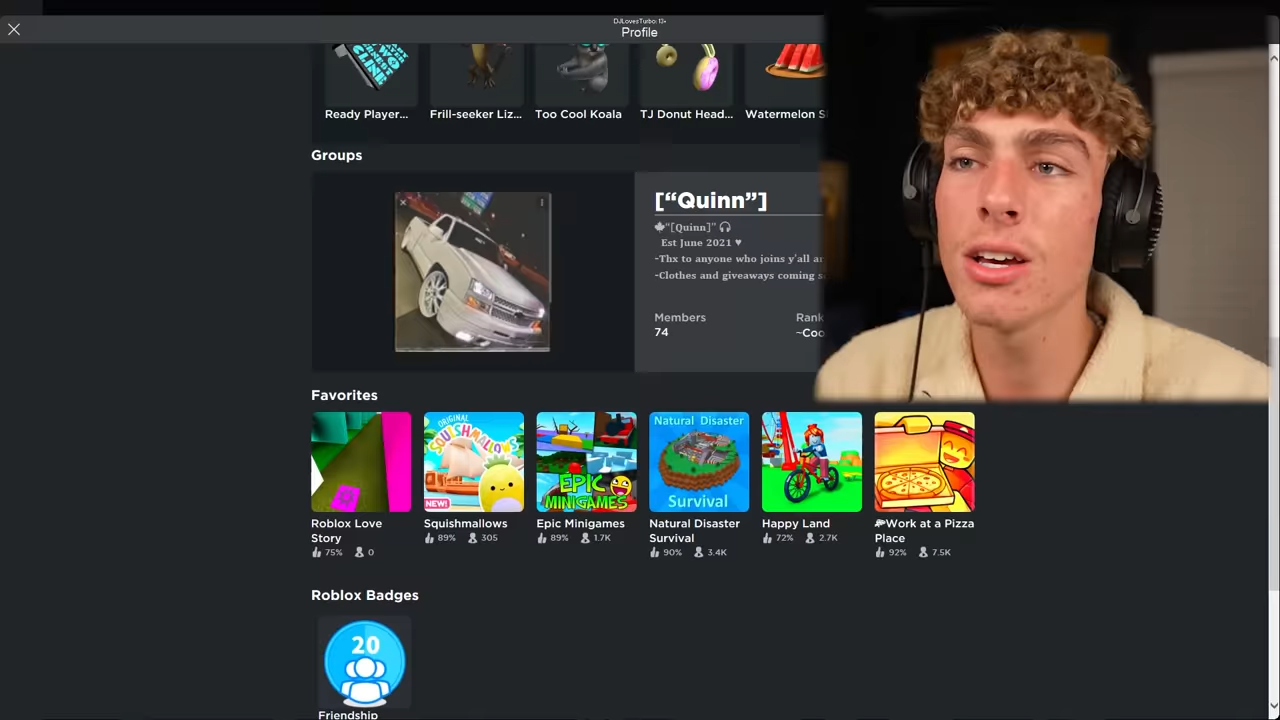 DJLovesTurbo: 13+
Profile
Ready Player...
Frill-seeker Liz...
Too Cool Koala
TJ Donut Head...
Watermelon S
Groups
["Quinn"]
"[Quinn]"
Est June 2021 ♥
-Thx to anyone who joins y'all ar
-Clothes and giveaways coming s
Members
Rank
74
~Coo
Favorites
ORIGINAL
SQUISHMALLOWS
NEW!
EPIC
MINIGAMES
Natural Disaster
Survival
Roblox Love
Story
75% 0
Squishmallows
89% 305
Epic Minigames
89% 1.7K
Natural Disaster
Survival
90% 3.4K
Happy Land
72% 2.7K
Work at a Pizza
Place
92% 7.5K
Roblox Badges
20
Friendship